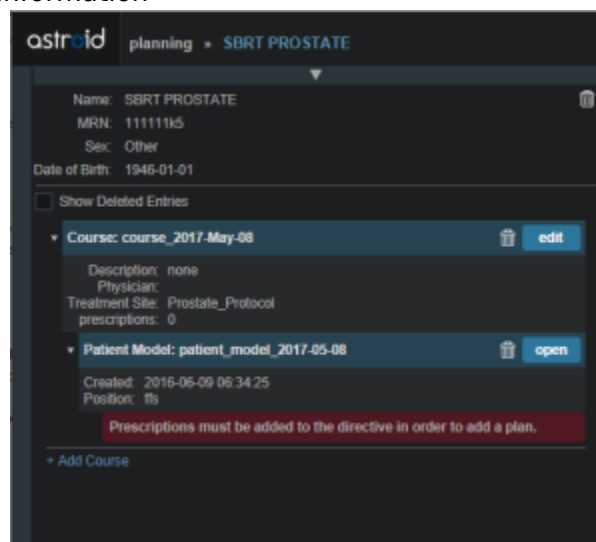 information
astroid planning » SBRT PROSTATE
Name: SBRT PROSTATE
MRN: 111111k5
Sex: Other
Date of Birth: 1946-01-01
Show Deleted Entries
Course: course_2017-May-08 edit
Description: none
Physician:
Treatment Site: Prostate_Protocol
prescriptions: 0
Patient Model: patient_model_2017-05-08 open
Created: 2016-06-09 06:34:25
Position: ffs
Prescriptions must be added to the directive in order to add a plan.
+ Add Course